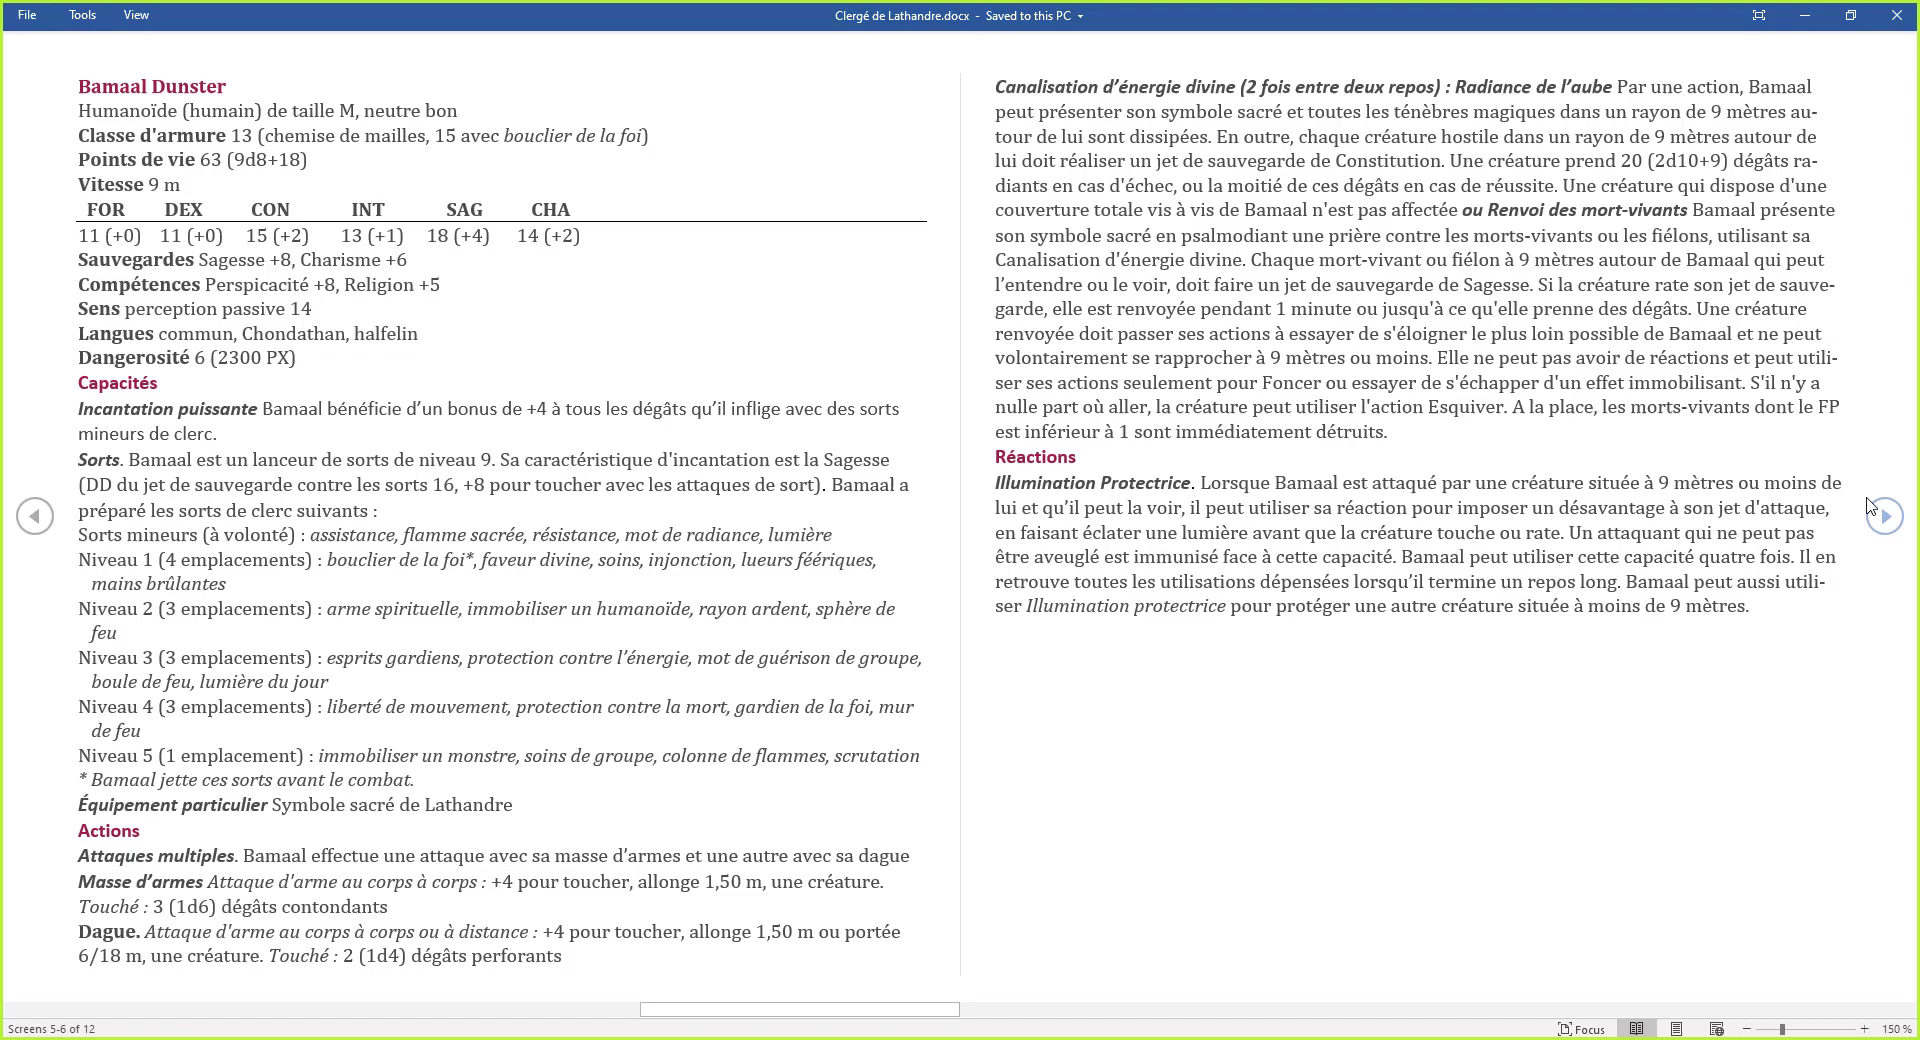 File Tools View
Clergé de Lathandre.docx - Saved to this PC
Bamaal Dunster
Humanoïde (humain) de taille M, neutre bon
Classe d'armure 13 (chemise de mailles, 15 avec bouclier de la foi)
Points de vie 63 (9d8+18)
Vitesse 9 m
FOR DEX CON INT SAG CHA
11 (+0) 11 (+0) 15 (+2) 13 (+1) 18 (+4) 14 (+2)
Sauvegardes Sagesse +8, Charisme +6
Compétences Perspicacité +8, Religion +5
Sens perception passive 14
Langues commun, Chondathan, halfelin
Dangerosité 6 (2300 PX)
Capacités
Incantation puissante Bamaal bénéficie d’un bonus de +4 à tous les dégâts qu’il inflige avec des sorts
mineurs de clerc.
Sorts. Bamaal est un lanceur de sorts de niveau 9. Sa caractéristique d'incantation est la Sagesse
(DD du jet de sauvegarde contre les sorts 16, +8 pour toucher avec les attaques de sort). Bamaal a
préparé les sorts de clerc suivants :
Sorts mineurs (à volonté) : assistance, flamme sacrée, résistance, mot de radiance, lumière
Niveau 1 (4 emplacements) : bouclier de la foi*, faveur divine, soins, injonction, lueurs féériques,
mains brûlantes
Niveau 2 (3 emplacements) : arme spirituelle, immobiliser un humanoïde, rayon ardent, sphère de
feu
Niveau 3 (3 emplacements) : esprits gardiens, protection contre l’énergie, mot de guérison de groupe,
boule de feu, lumière du jour
Niveau 4 (3 emplacements) : liberté de mouvement, protection contre la mort, gardien de la foi, mur
de feu
Niveau 5 (1 emplacement) : immobiliser un monstre, soins de groupe, colonne de flammes, scrutation
* Bamaal jette ces sorts avant le combat.
Équipement particulier Symbole sacré de Lathandre
Actions
Attaques multiples. Bamaal effectue une attaque avec sa masse d’armes et une autre avec sa dague
Masse d’armes Attaque d'arme au corps à corps : +4 pour toucher, allonge 1,50 m, une créature.
Touché : 3 (1d6) dégâts contondants
Dague. Attaque d'arme au corps à corps ou à distance : +4 pour toucher, allonge 1,50 m ou portée
6/18 m, une créature. Touché : 2 (1d4) dégâts perforants
Canalisation d’énergie divine (2 fois entre deux repos) : Radiance de l’aube Par une action, Bamaal
peut présenter son symbole sacré et toutes les ténèbres magiques dans un rayon de 9 mètres au-
tour de lui sont dissipées. En outre, chaque créature hostile dans un rayon de 9 mètres autour de
lui doit réaliser un jet de sauvegarde de Constitution. Une créature prend 20 (2d10+9) dégâts ra-
diants en cas d'échec, ou la moitié de ces dégâts en cas de réussite. Une créature qui dispose d'une
couverture totale vis à vis de Bamaal n'est pas affectée ou Renvoi des mort-vivants Bamaal présente
son symbole sacré en psalmodiant une prière contre les morts-vivants ou les fiélons, utilisant sa
Canalisation d'énergie divine. Chaque mort-vivant ou fiélon à 9 mètres autour de Bamaal qui peut
l’entendre ou le voir, doit faire un jet de sauvegarde de Sagesse. Si la créature rate son jet de sauve-
garde, elle est renvoyée pendant 1 minute ou jusqu'à ce qu'elle prenne des dégâts. Une créature
renvoyée doit passer ses actions à essayer de s'éloigner le plus loin possible de Bamaal et ne peut
volontairement se rapprocher à 9 mètres ou moins. Elle ne peut pas avoir de réactions et peut utili-
ser ses actions seulement pour Foncer ou essayer de s'échapper d'un effet immobilisant. S'il n'y a
nulle part où aller, la créature peut utiliser l'action Esquiver. A la place, les morts-vivants dont le FP
est inférieur à 1 sont immédiatement détruits.
Réactions
Illumination Protectrice. Lorsque Bamaal est attaqué par une créature située à 9 mètres ou moins de
lui et qu’il peut la voir, il peut utiliser sa réaction pour imposer un désavantage à son jet d'attaque,
en faisant éclater une lumière avant que la créature touche ou rate. Un attaquant qui ne peut pas
être aveuglé est immunisé face à cette capacité. Bamaal peut utiliser cette capacité quatre fois. Il en
retrouve toutes les utilisations dépensées lorsqu’il termine un repos long. Bamaal peut aussi utili-
ser Illumination protectrice pour protéger une autre créature située à moins de 9 mètres.
Screens 5-6 of 12
Focus
150 %